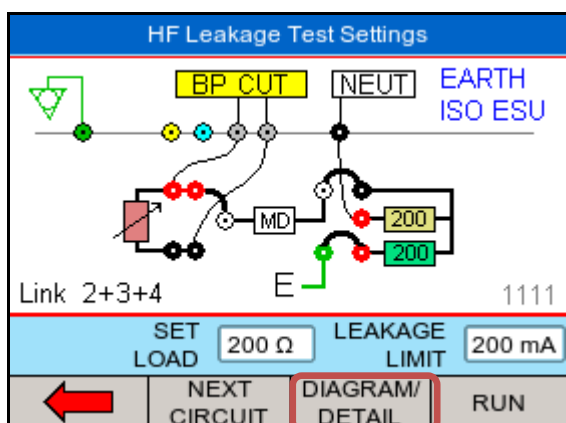 HF Leakage Test Settings
BP CUT NEUT EARTH
ISO ESU
MD 200
200
Link 2+3+4 E 1111
SET LOAD 200 Ω LEAKAGE LIMIT 200 mA
NEXT CIRCUIT DIAGRAM/ DETAIL RUN